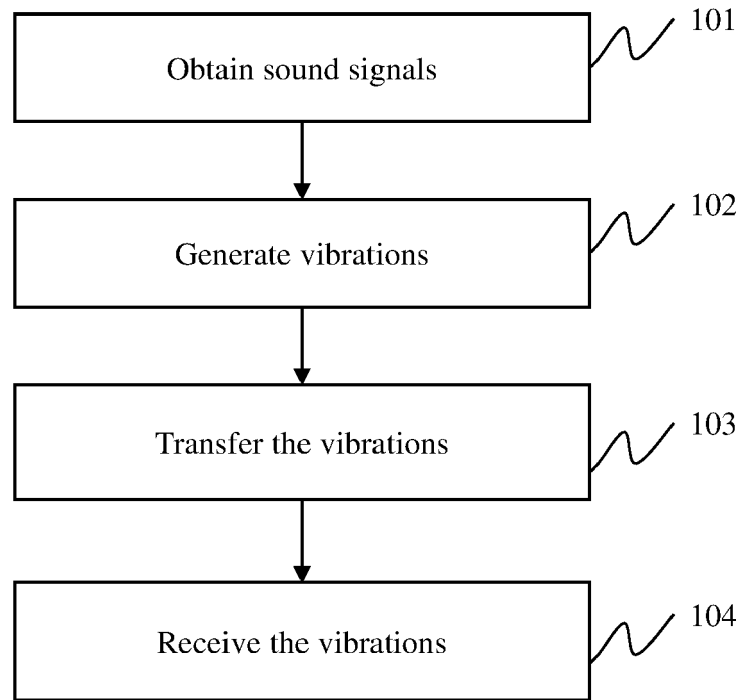 Obtain sound signals
101
Generate vibrations
102
Transfer the vibrations
103
Receive the vibrations
104